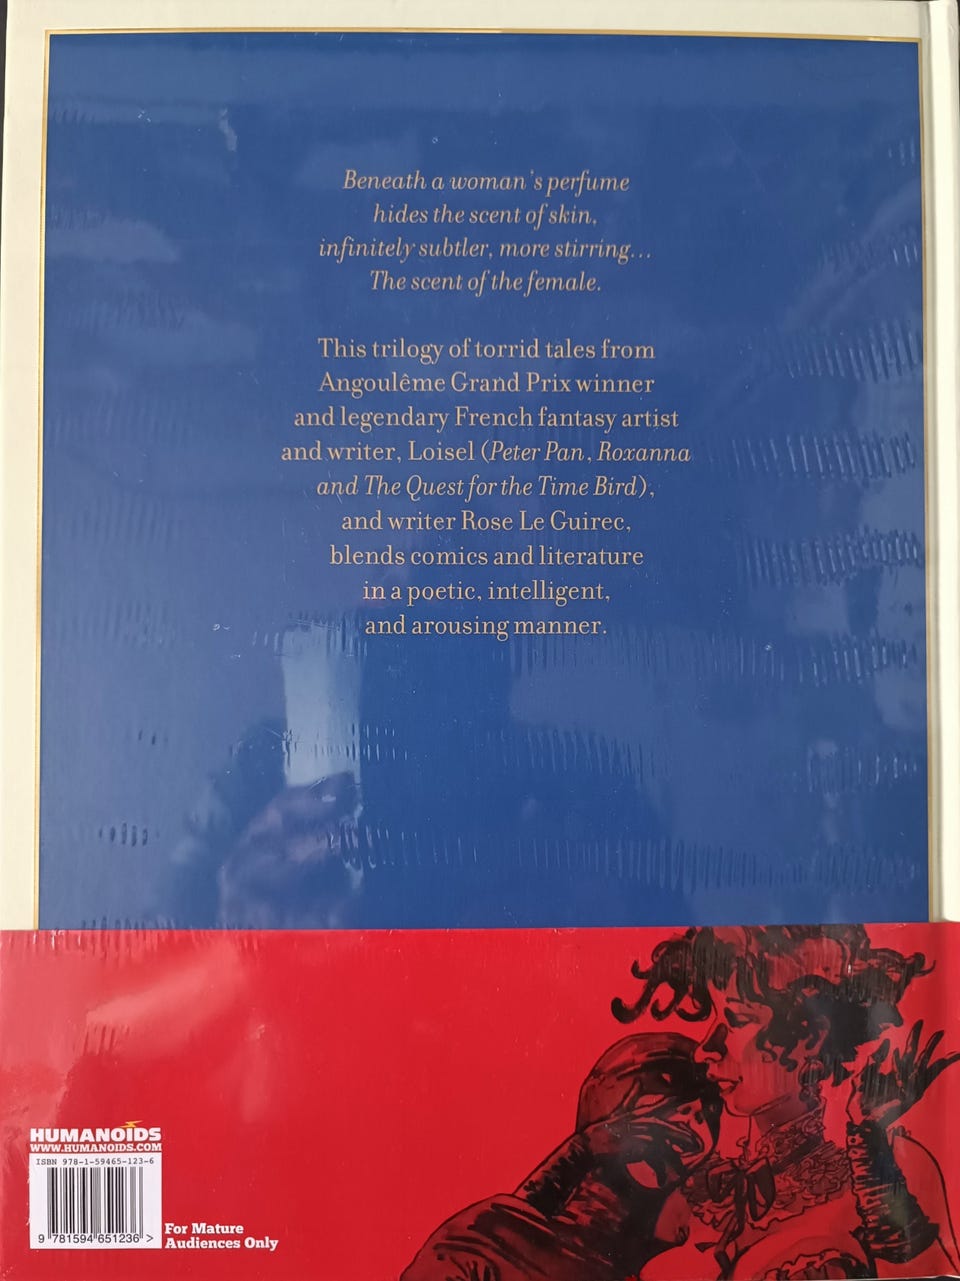 Beneath a woman's perfume
hides the scent of skin,
infinitely subtler, more stirring...
The scent of the female.
This trilogy of torrid tales from
Angoulême Grand Prix winner
and legendary French fantasy artist
and writer, Loisel (Peter Pan, Roxanna
and The Quest for the Time Bird),
and writer Rose Le Guirec,
blends comics and literature
in a poetic, intelligent,
and arousing manner.
HUMANOIDS
WWW.HUMANOIDS.COM
ISBN 978-1-59465-123-6
9 781594 651236 >
For Mature
Audiences Only